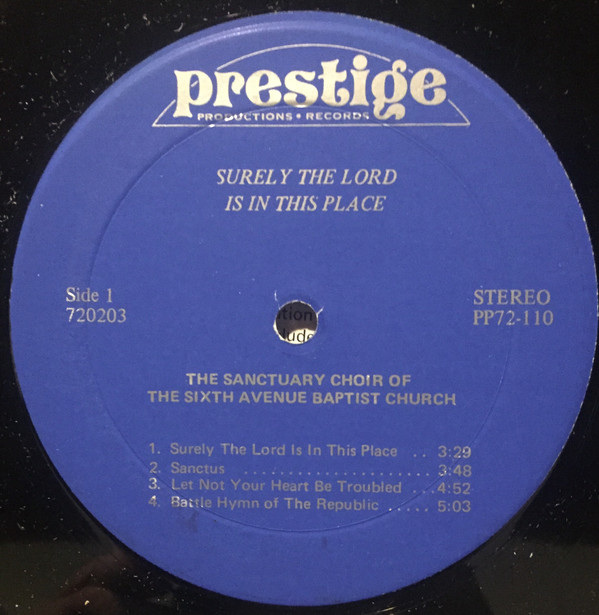 prestige
PRODUCTIONS • RECORDS
SURELY THE LORD
IS IN THIS PLACE
Side 1
720203
STEREO
PP72-110
THE SANCTUARY CHOIR OF
THE SIXTH AVENUE BAPTIST CHURCH
1. Surely The Lord Is In This Place .. 3:29
2. Sanctus ...................... 3:48
3. Let Not Your Heart Be Troubled ... 4:52
4. Battle Hymn of The Republic ..... 5:03